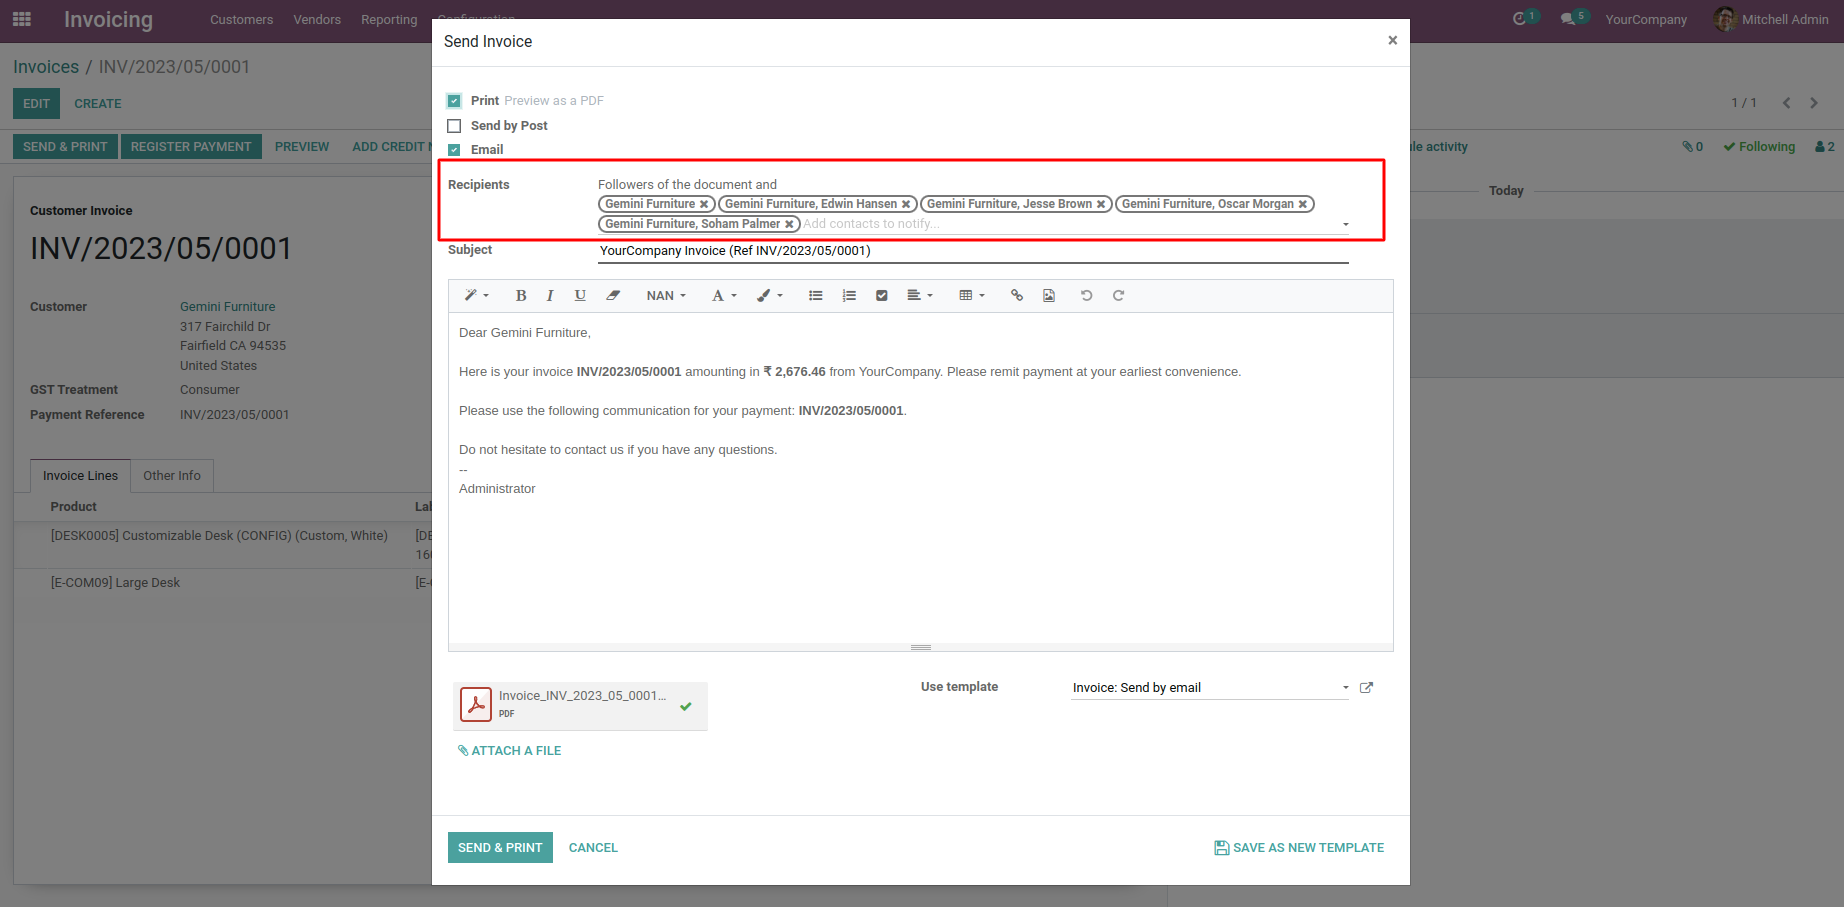 Invoicing Customers Vendors Reporting Configuration 1 5 YourCompany Mitchell Admin
Invoices / INV/2023/05/0001
EDIT CREATE
1 / 1
SEND & PRINT REGISTER PAYMENT PREVIEW ADD CREDIT N
ule activity 0 Following 2
Today
Customer Invoice
INV/2023/05/0001
Customer Gemini Furniture
317 Fairchild Dr
Fairfield CA 94535
United States
GST Treatment Consumer
Payment Reference INV/2023/05/0001
Invoice Lines Other Info
Product Lab
[DESK0005] Customizable Desk (CONFIG) (Custom, White) [DE
160
[E-COM09] Large Desk [E-C
Send Invoice ×
Print Preview as a PDF
Send by Post
Email
Recipients Followers of the document and
Gemini Furniture × Gemini Furniture, Edwin Hansen × Gemini Furniture, Jesse Brown × Gemini Furniture, Oscar Morgan ×
Gemini Furniture, Soham Palmer × Add contacts to notify...
Subject YourCompany Invoice (Ref INV/2023/05/0001)
B I U NAN A
Dear Gemini Furniture,
Here is your invoice INV/2023/05/0001 amounting in ₹ 2,676.46 from YourCompany. Please remit payment at your earliest convenience.
Please use the following communication for your payment: INV/2023/05/0001.
Do not hesitate to contact us if you have any questions.
--
Administrator
Invoice_INV_2023_05_0001...
PDF
Use template Invoice: Send by email
ATTACH A FILE
SEND & PRINT CANCEL SAVE AS NEW TEMPLATE